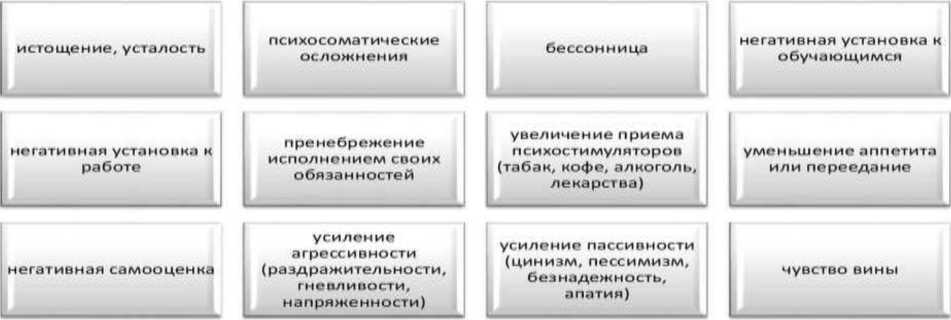 истощение, усталость
психосоматические
осложнения
бессонница
негативная установка к
обучающимся
негативная установка к
работе
пренебрежение
исполнением своих
обязанностей
увеличение приема
психостимуляторов
(табак, кофе, алкоголь,
лекарства)
уменьшение аппетита
или переедание
негативная самооценка
усиление
агрессивности
(раздражительности,
гневливости,
напряженности)
усиление пассивности
(цинизм, пессимизм,
безнадежность,
апатия)
чувство вины